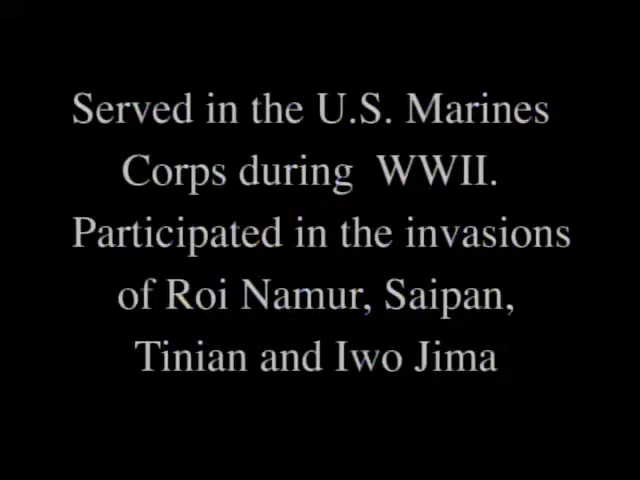 Served in the U.S. Marines
Corps during WWII.
Participated in the invasions
of Roi Namur, Saipan,
Tinian and Iwo Jima